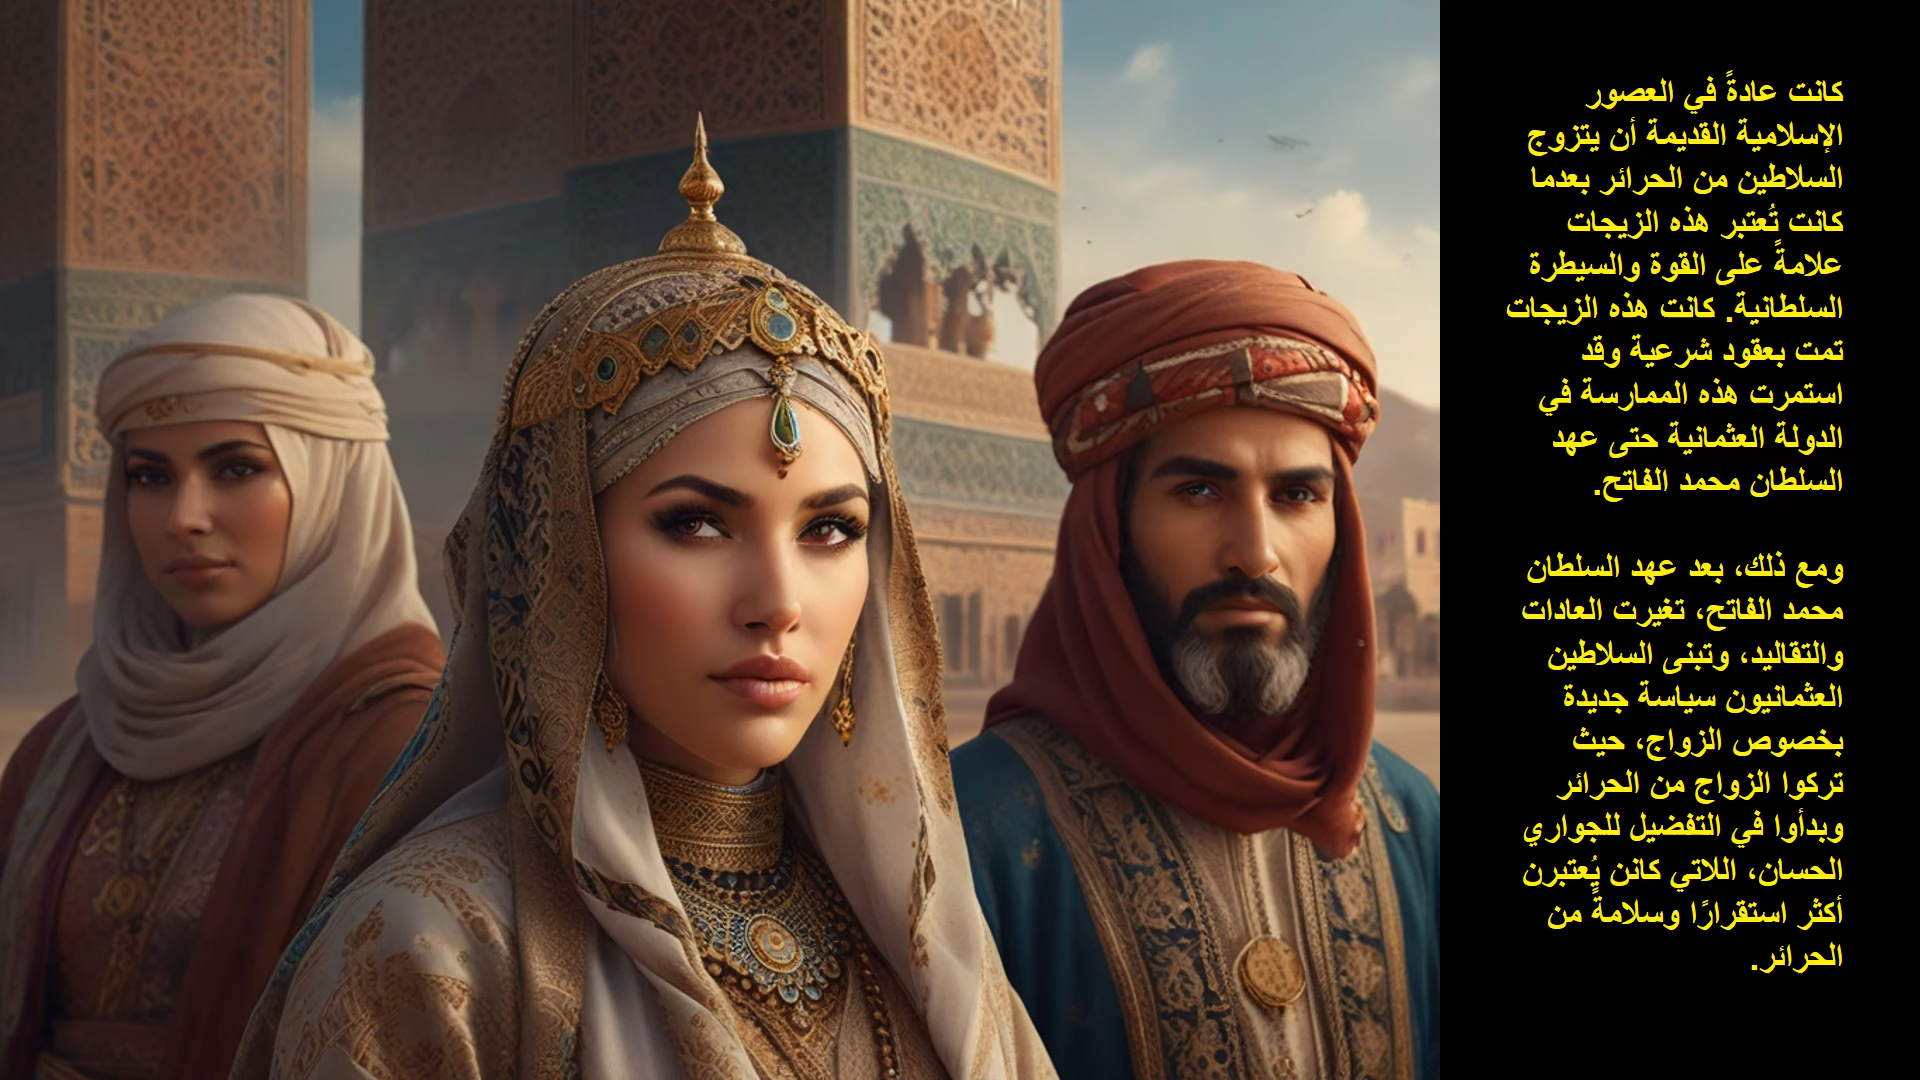 كانت عادةً في العصور
الإسلامية القديمة أن يتزوج
السلاطين من الحرائر بعدما
كانت تُعتبر هذه الزيجات
علامةً على القوة والسيطرة
السلطانية. كانت هذه الزيجات
تمت بعقود شرعية وقد
استمرت هذه الممارسة في
الدولة العثمانية حتى عهد
السلطان محمد الفاتح.
ومع ذلك، بعد عهد السلطان
محمد الفاتح، تغيرت العادات
والتقاليد، وتبنى السلاطين
العثمانيون سياسة جديدة
بخصوص الزواج، حيث
تركوا الزواج من الحرائر
وبدأوا في التفضيل للجواري
الحسان، اللاتي كانن يُعتبرن
أكثر استقرارًا وسلامةً من
الحرائر.